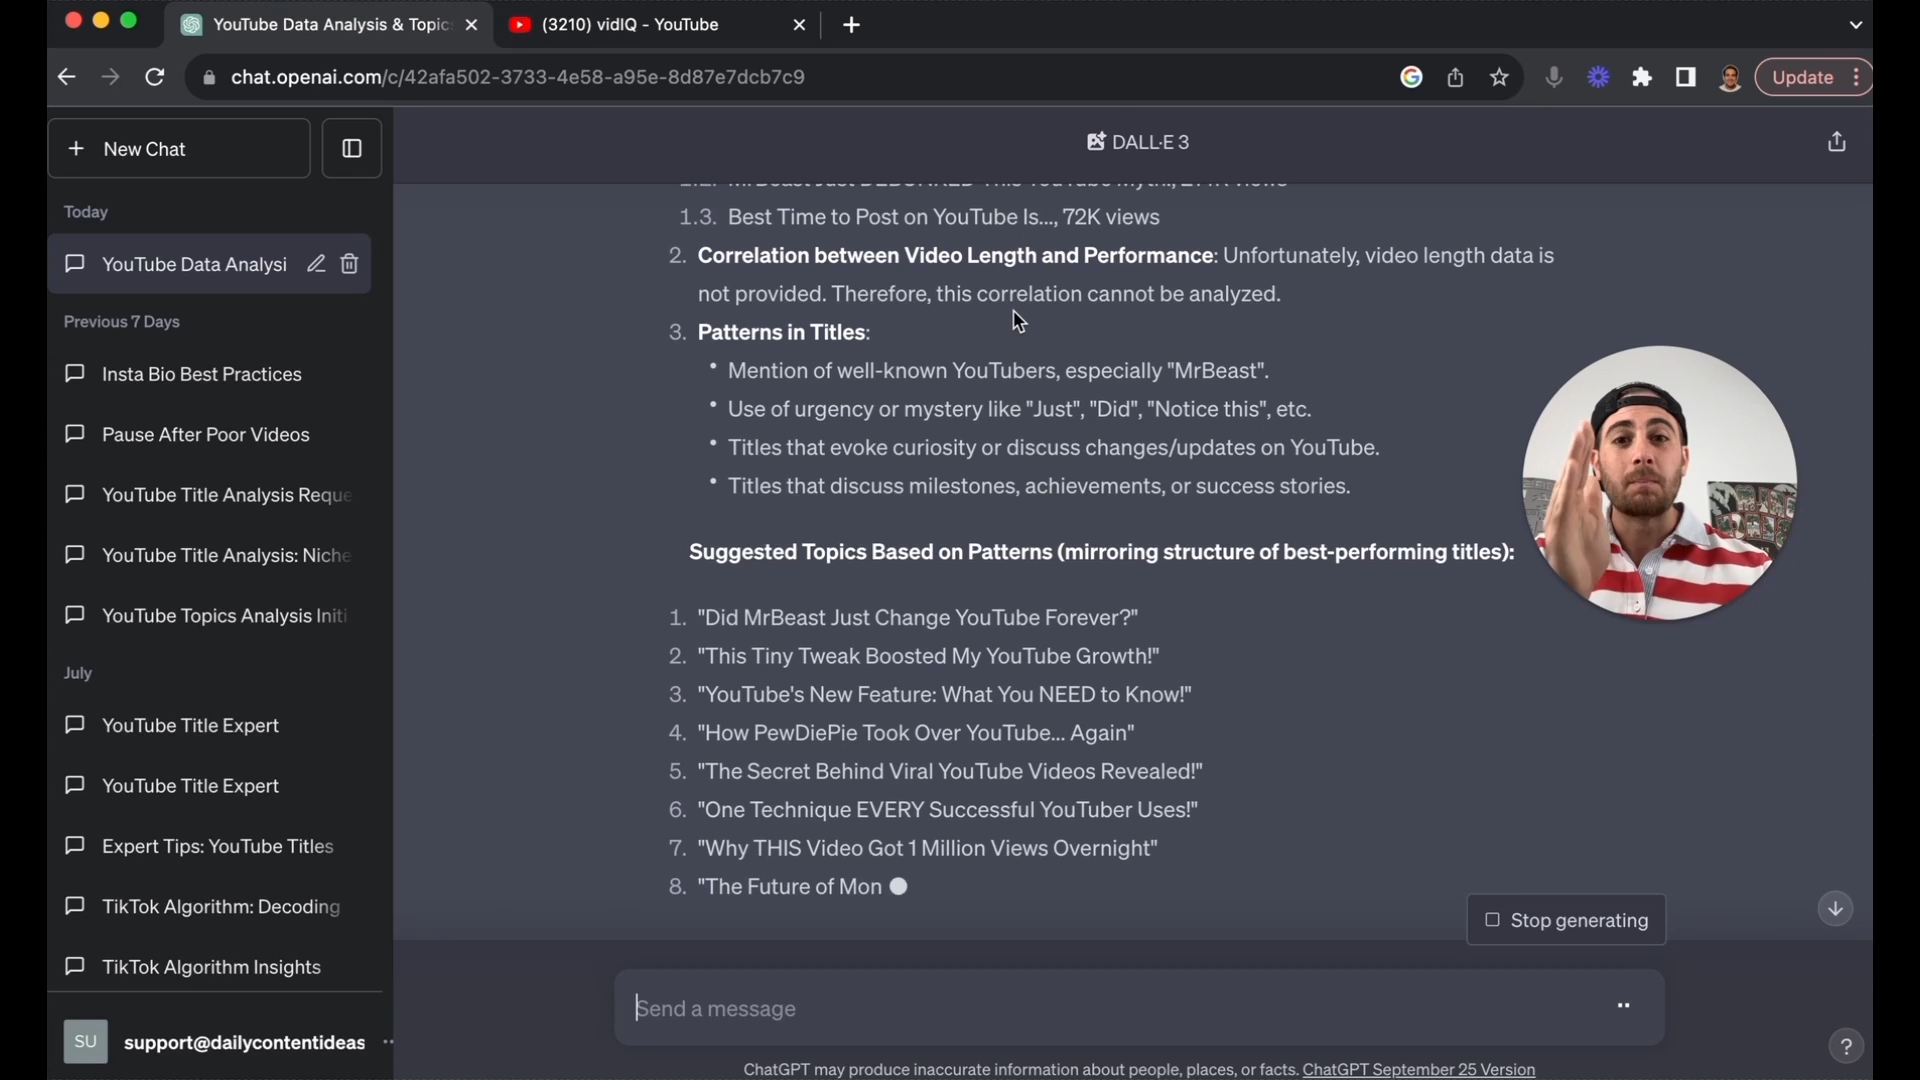 YouTube Data Analysis & Topic
(3210) vidIQ - YouTube
chat.openai.com/c/42afa502-3733-4e58-a95e-8d87e7dcb7c9
Update
New Chat
DALL·E 3
Today
YouTube Data Analysi
Previous 7 Days
Insta Bio Best Practices
Pause After Poor Videos
YouTube Title Analysis Reque
YouTube Title Analysis: Niche
YouTube Topics Analysis Initi
July
YouTube Title Expert
YouTube Title Expert
Expert Tips: YouTube Titles
TikTok Algorithm: Decoding
TikTok Algorithm Insights
SU
support@dailycontentideas
1.2. MrBeast Just DEBUNKED This YouTube Myth!,
1.3. Best Time to Post on YouTube Is..., 72K views
2. Correlation between Video Length and Performance: Unfortunately, video length data is
not provided. Therefore, this correlation cannot be analyzed.
3. Patterns in Titles:
• Mention of well-known YouTubers, especially "MrBeast".
• Use of urgency or mystery like "Just", "Did", "Notice this", etc.
• Titles that evoke curiosity or discuss changes/updates on YouTube.
• Titles that discuss milestones, achievements, or success stories.
Suggested Topics Based on Patterns (mirroring structure of best-performing titles):
1. "Did MrBeast Just Change YouTube Forever?"
2. "This Tiny Tweak Boosted My YouTube Growth!"
3. "YouTube's New Feature: What You NEED to Know!"
4. "How PewDiePie Took Over YouTube... Again"
5. "The Secret Behind Viral YouTube Videos Revealed!"
6. "One Technique EVERY Successful YouTuber Uses!"
7. "Why THIS Video Got 1 Million Views Overnight"
8. "The Future of Mon
Stop generating
Send a message
?
ChatGPT may produce inaccurate information about people, places, or facts. ChatGPT September 25 Version